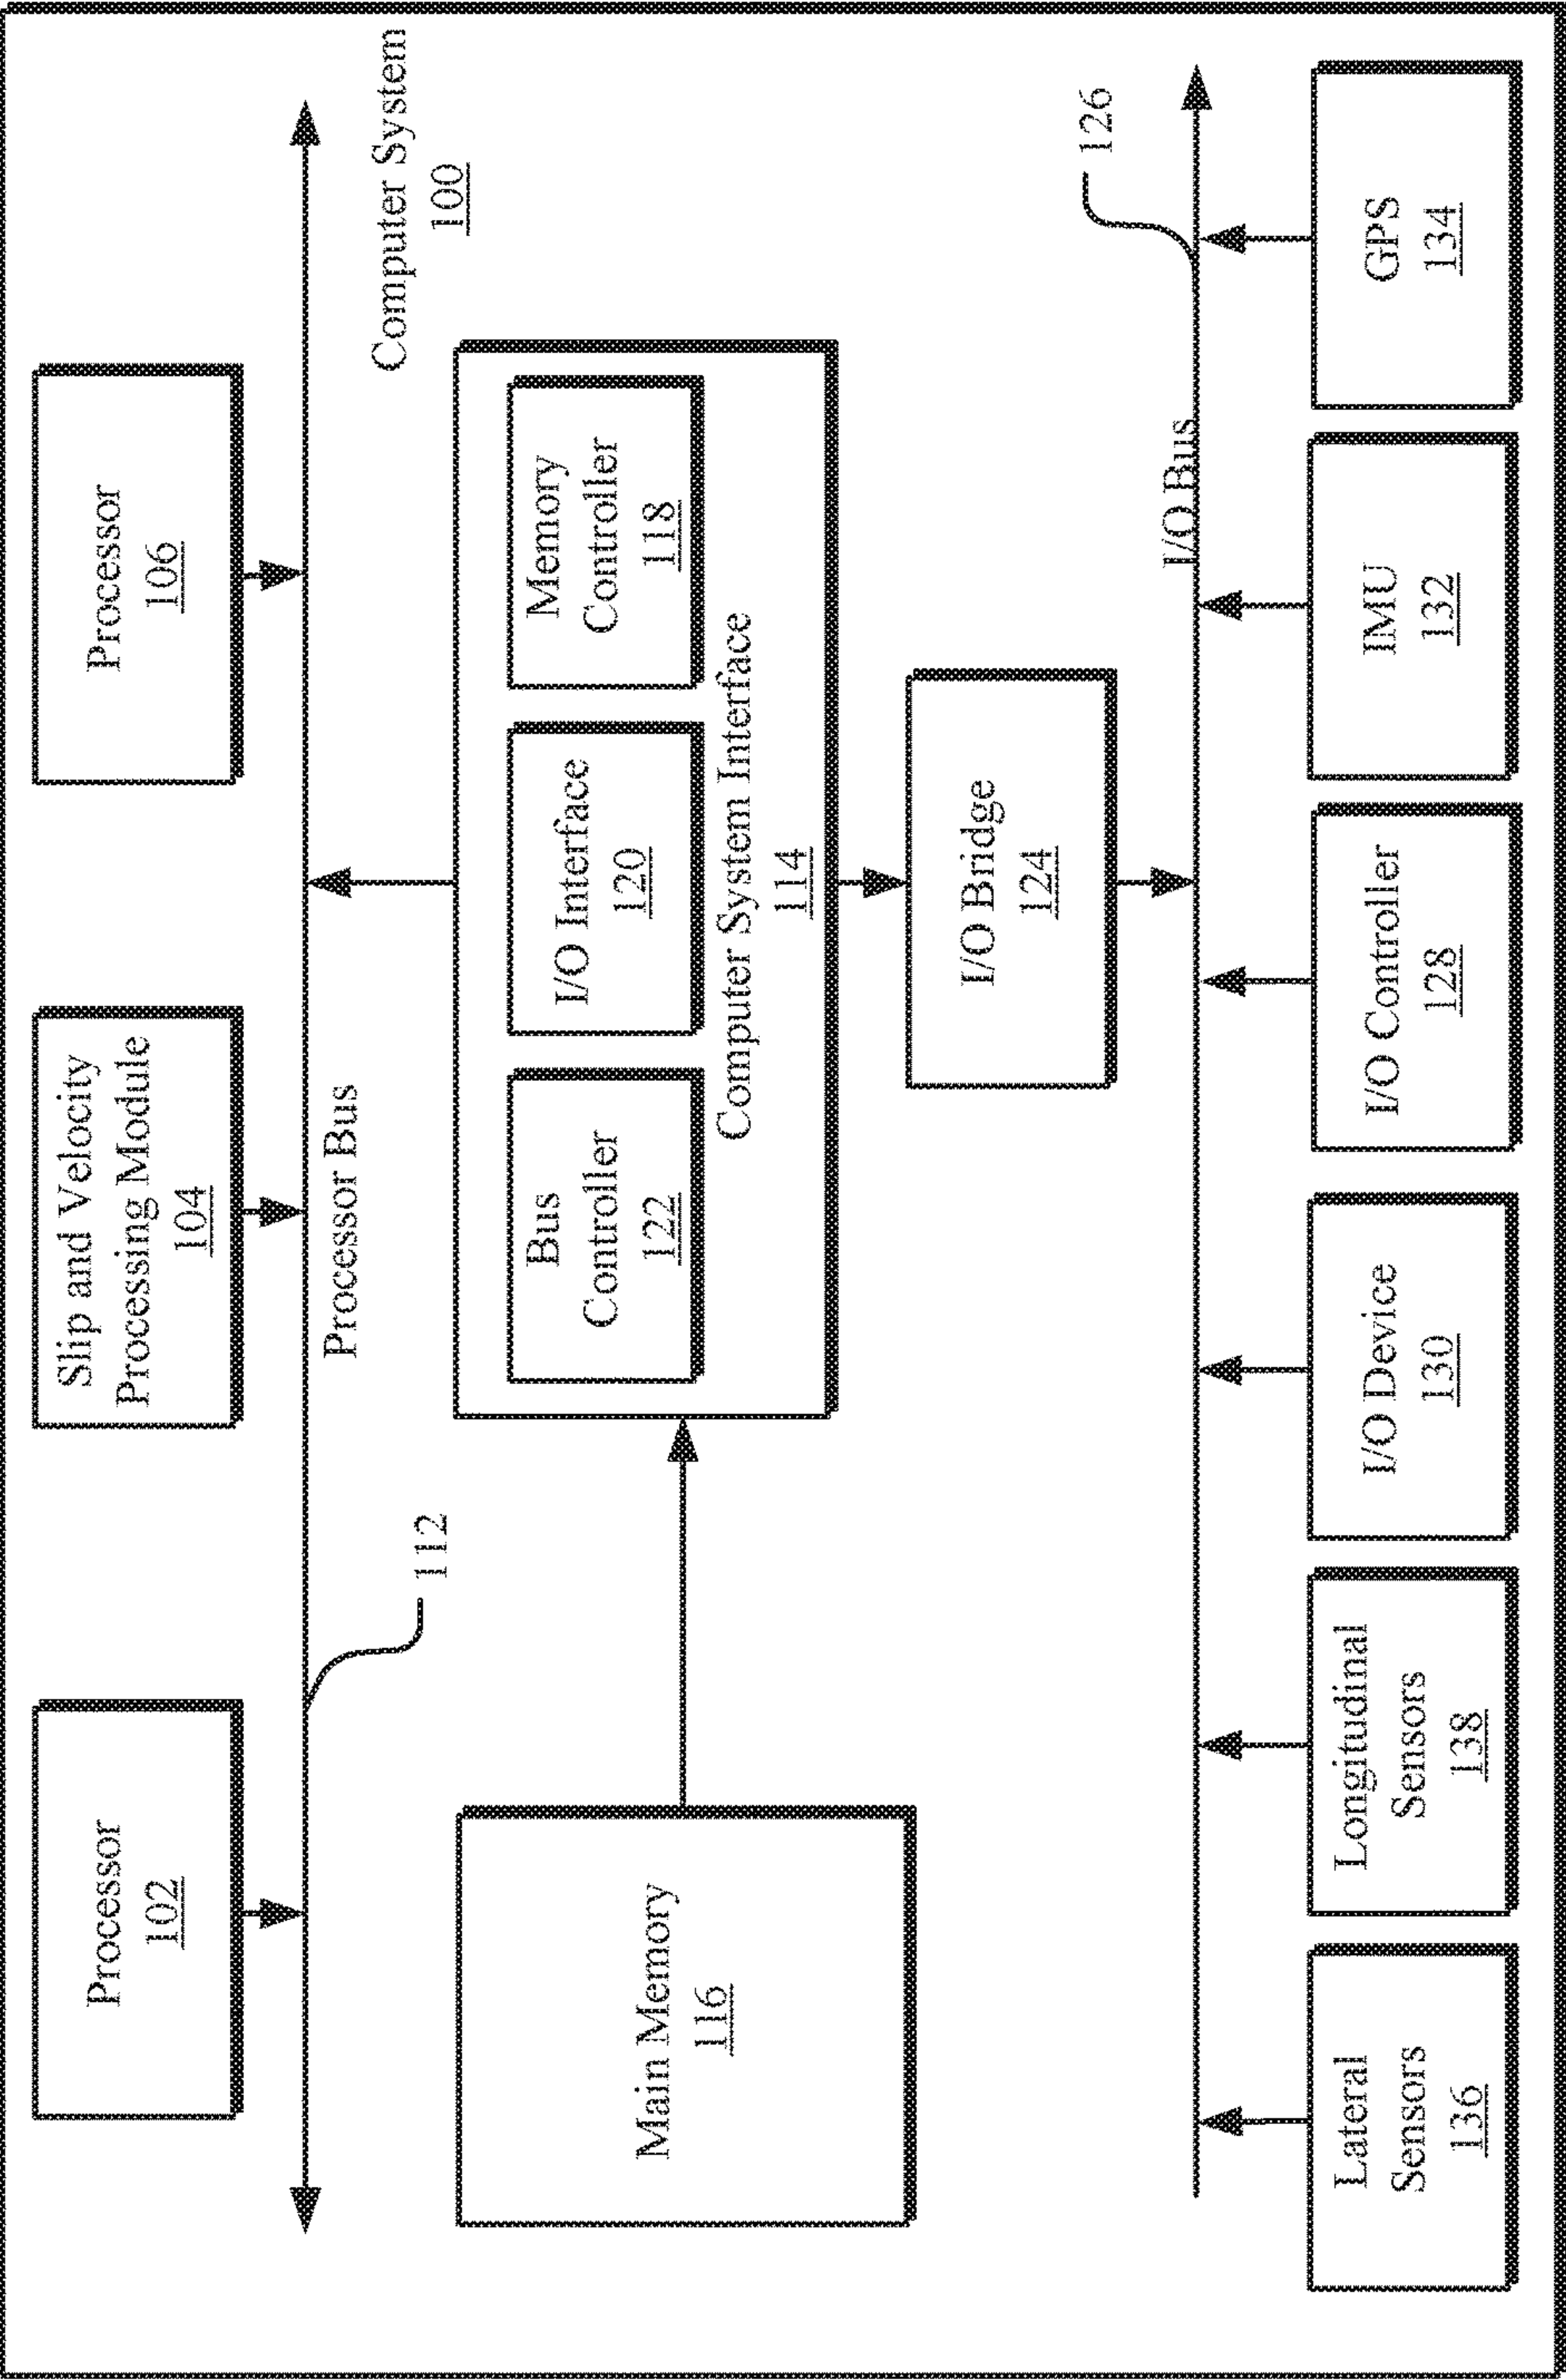 Processor
102
Slip and Velocity
Processing Module
104
Processor
106
112
Processor Bus
Computer System
100
Main Memory
116
Bus
Controller
122
I/O Interface
120
Memory
Controller
118
Computer System Interface
114
I/O Bridge
124
I/O Bus
126
Lateral
Sensors
136
Longitudinal
Sensors
138
I/O Device
130
I/O Controller
128
IMU
132
GPS
134